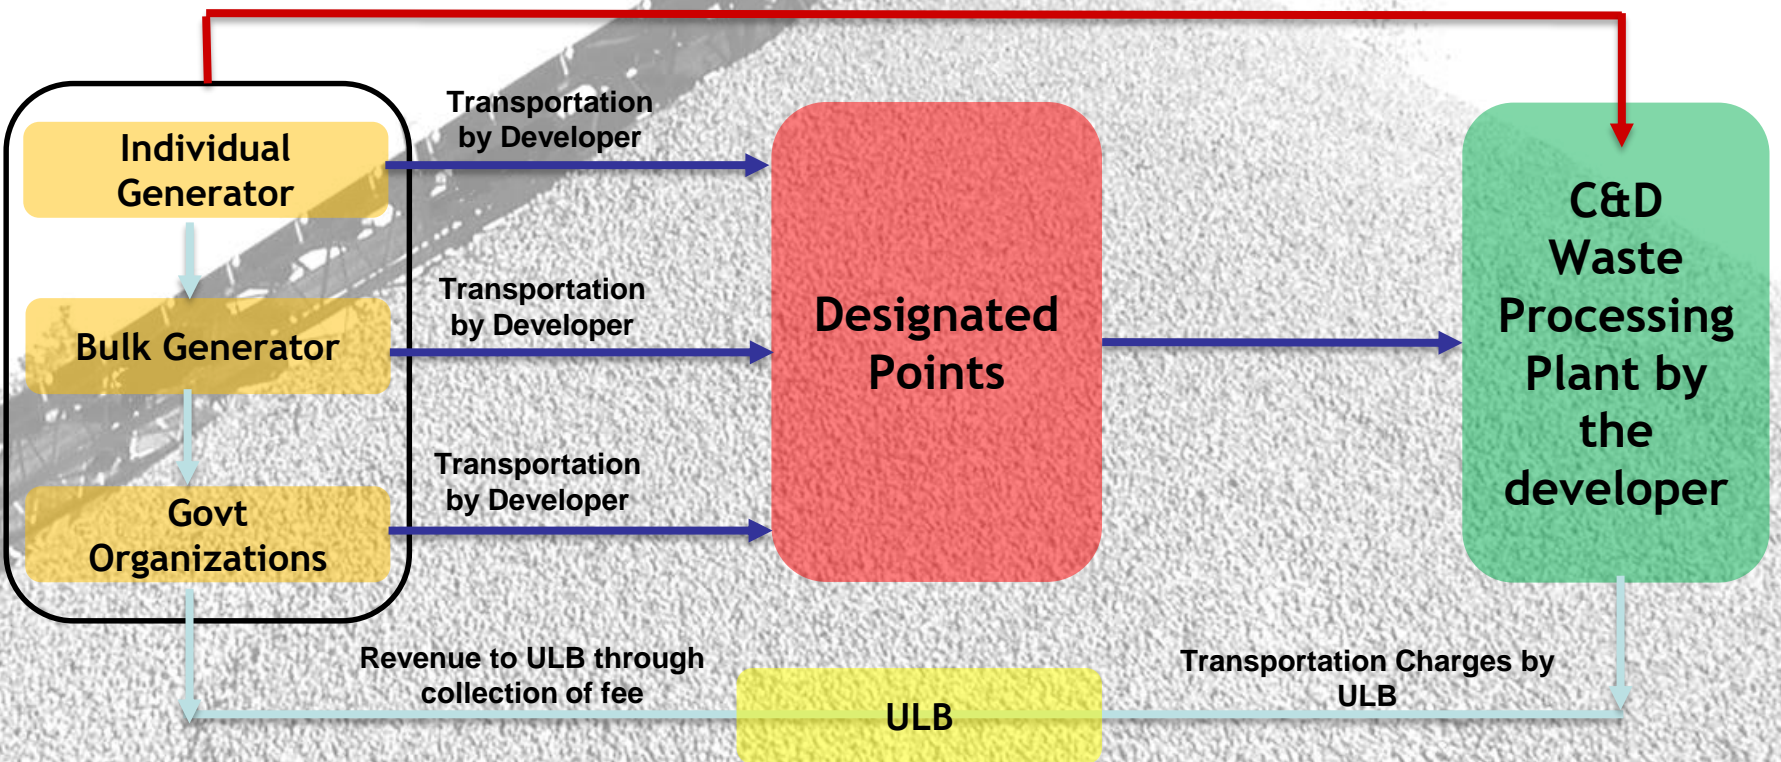 Individual
Generator
Transportation
by Developer
Bulk Generator
Transportation
by Developer
Govt
Organizations
Transportation
by Developer
Designated
Points
C&D
Waste
Processing
Plant by
the
developer
Revenue to ULB through
collection of fee
ULB
Transportation Charges by
ULB